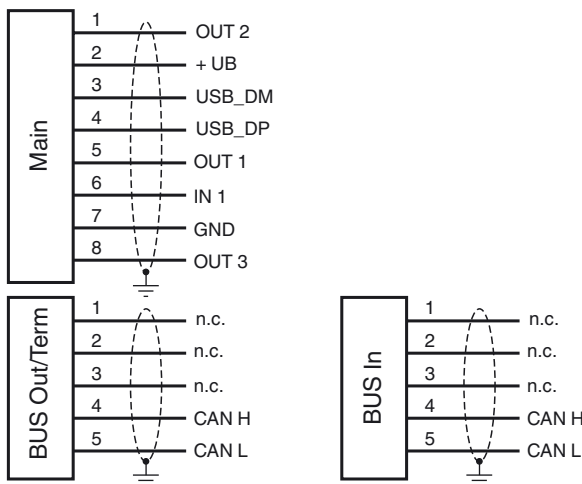 Main
1 OUT 2
2 + UB
3 USB_DM
4 USB_DP
5 OUT 1
6 IN 1
7 GND
8 OUT 3
BUS Out/Term
1 n.c.
2 n.c.
3 n.c.
4 CAN H
5 CAN L
BUS In
1 n.c.
2 n.c.
3 n.c.
4 CAN H
5 CAN L